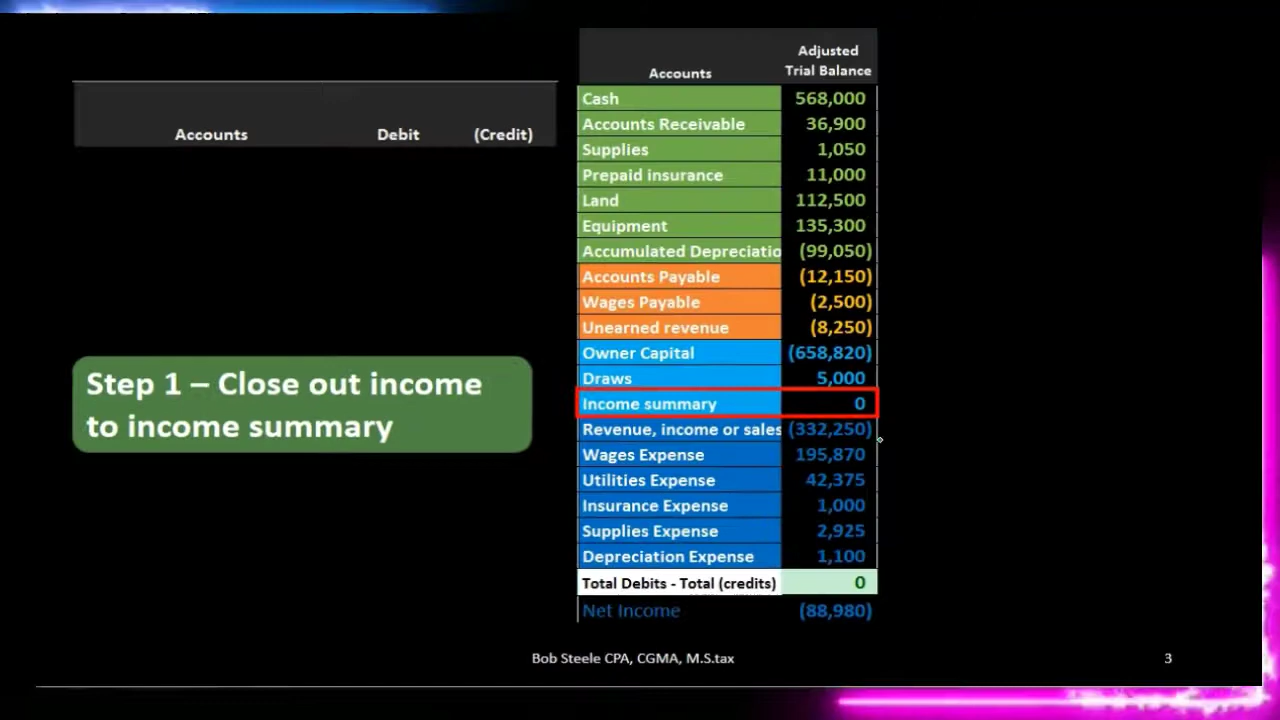 Accounts Debit (Credit)
Step 1 – Close out income
to income summary
Accounts Adjusted
Trial Balance
Cash 568,000
Accounts Receivable 36,900
Supplies 1,050
Prepaid insurance 11,000
Land 112,500
Equipment 135,300
Accumulated Depreciatio (99,050)
Accounts Payable (12,150)
Wages Payable (2,500)
Unearned revenue (8,250)
Owner Capital (658,820)
Draws 5,000
Income summary 0
Revenue, income or sales (332,250)
Wages Expense 195,870
Utilities Expense 42,375
Insurance Expense 1,000
Supplies Expense 2,925
Depreciation Expense 1,100
Total Debits - Total (credits) 0
Net Income (88,980)
Bob Steele CPA, CGMA, M.S.tax 3